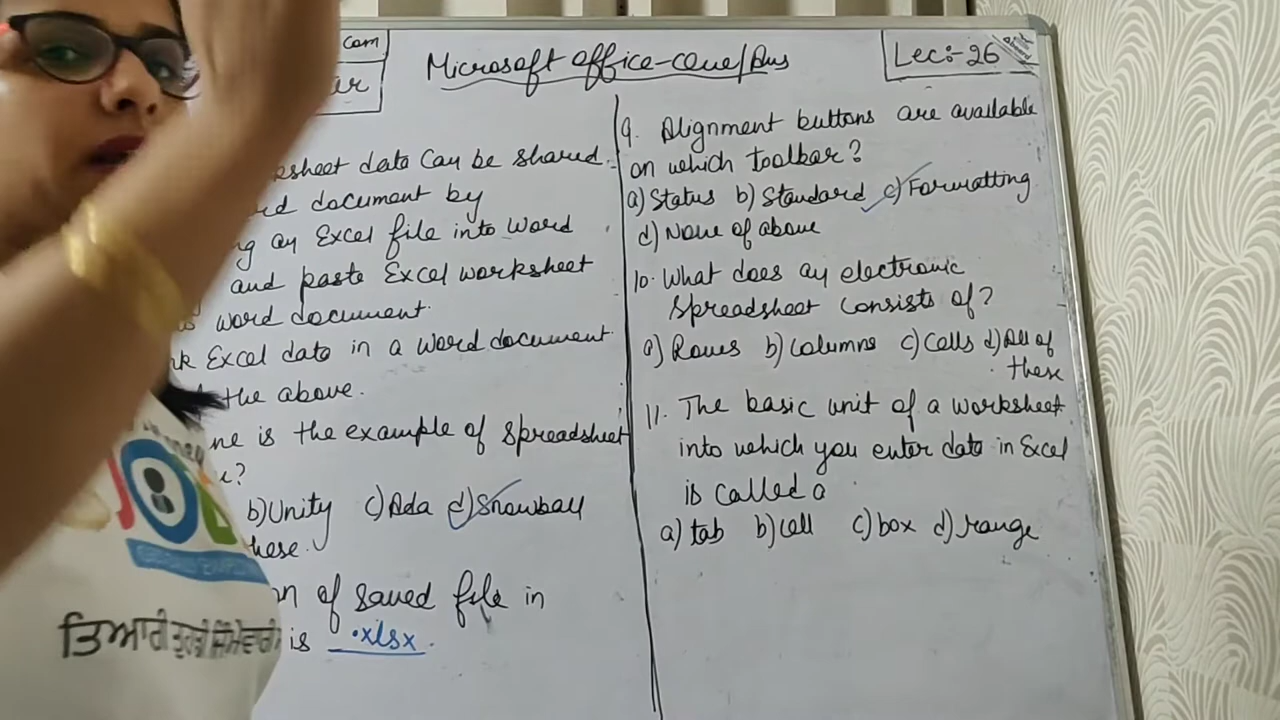 com
Microsoft office-one/Ans
Lec:- 26
ksheet data Can be shared
document by
an Excel file into Word
and paste Excel worksheet
word document.
Excel data in a word document
the above.
is the example of Spreadsheet
b) Unity c) Ada d) Snowball
these.
of saved file in
is .xlsx.
9. Alignment buttons are available
on which toolbar?
a) Status b) Standard c) Formatting
d) None of above
10. What does an electronic
Spreadsheet consists of?
a) Rows b) Columns c) Cells d) All of
these
11. The basic unit of a worksheet
into which you enter data in Excel
is called a
a) tab b) cell c) box d) range
JOB
ਤਿਆਰੀ ਤੁਹਾਡੀ ਜਿੰਮੇਵਾਰੀ